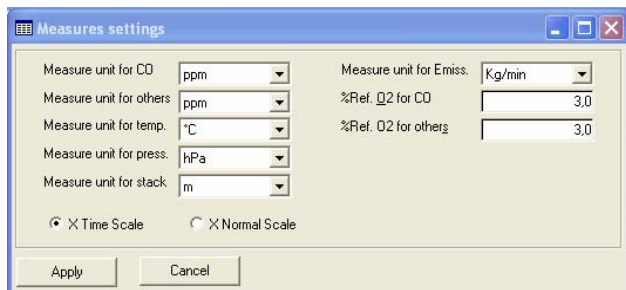 Measures settings
Measure unit for CO ppm
Measure unit for others ppm
Measure unit for temp. °C
Measure unit for press. hPa
Measure unit for stack m
Measure unit for Emiss. Kg/min
%Ref. O2 for CO 3,0
%Ref. O2 for others 3,0
X Time Scale X Normal Scale
Apply Cancel